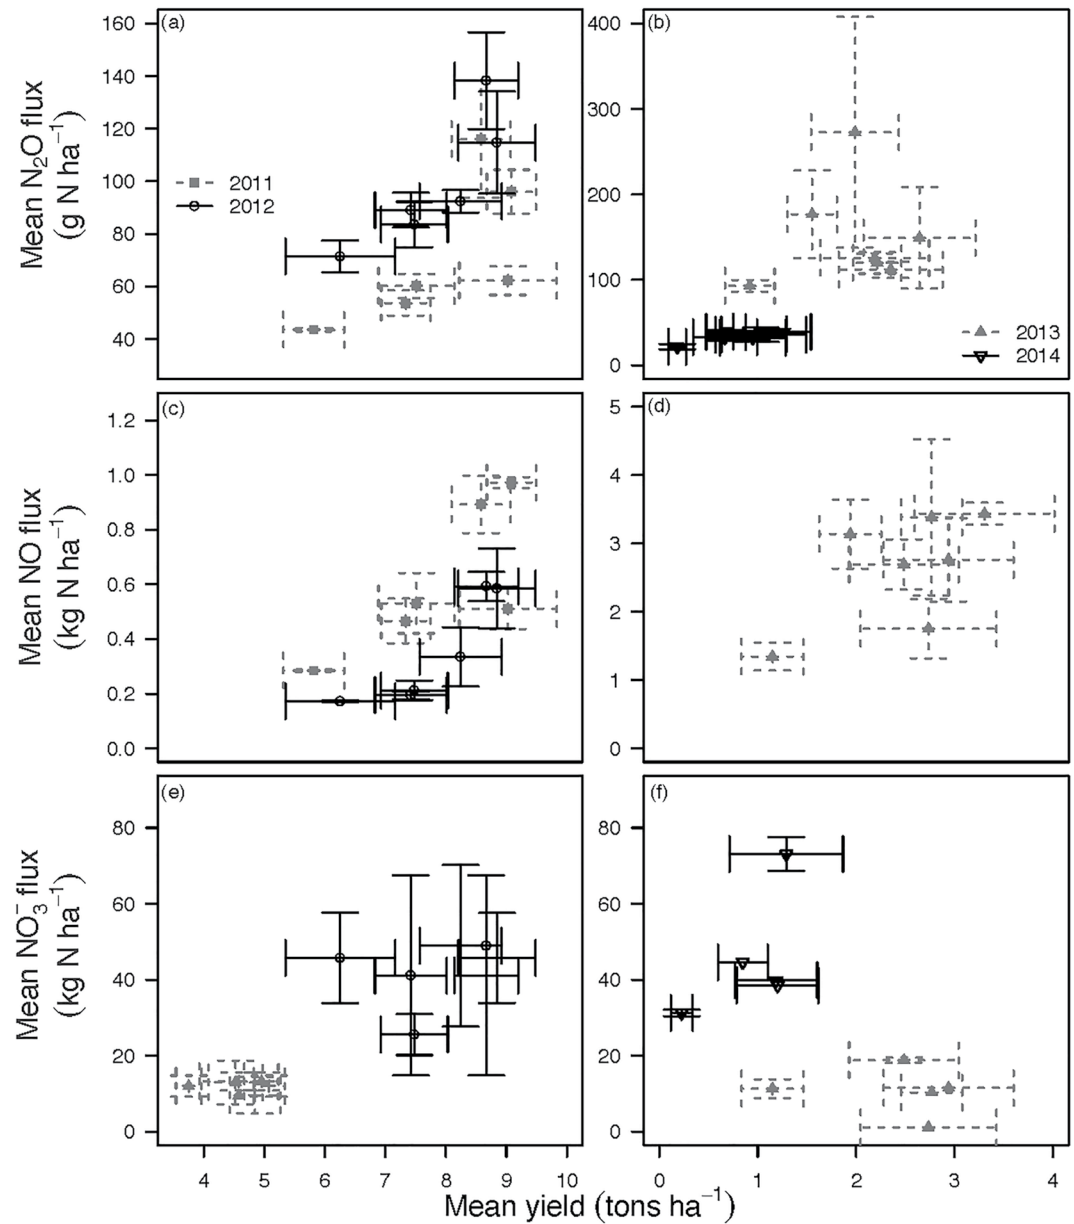 (a)
160
140
120
100
80
60
40
Mean N₂O flux
(g N ha⁻¹)
2011
2012
(b)
400
300
200
100
0
2013
2014
(c)
1.2
1.0
0.8
0.6
0.4
0.2
0.0
Mean NO flux
(kg N ha⁻¹)
(d)
5
4
3
2
1
0
(e)
80
60
40
20
0
Mean NO₃⁻ flux
(kg N ha⁻¹)
4 5 6 7 8 9 10
(f)
80
60
40
20
0
0 1 2 3 4
Mean yield (tons ha⁻¹)